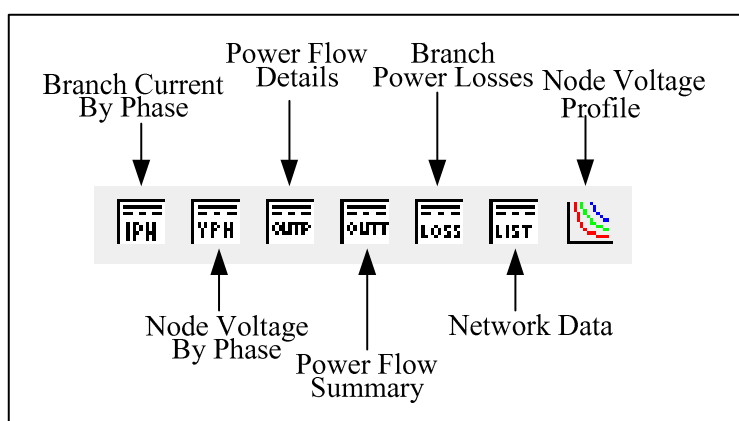 Power Flow
Details
Branch
Power Losses
Branch Current
By Phase
Node Voltage
Profile
IPH
VPH
OUTP
OUTT
LOSS
LIST
Node Voltage
By Phase
Network Data
Power Flow
Summary